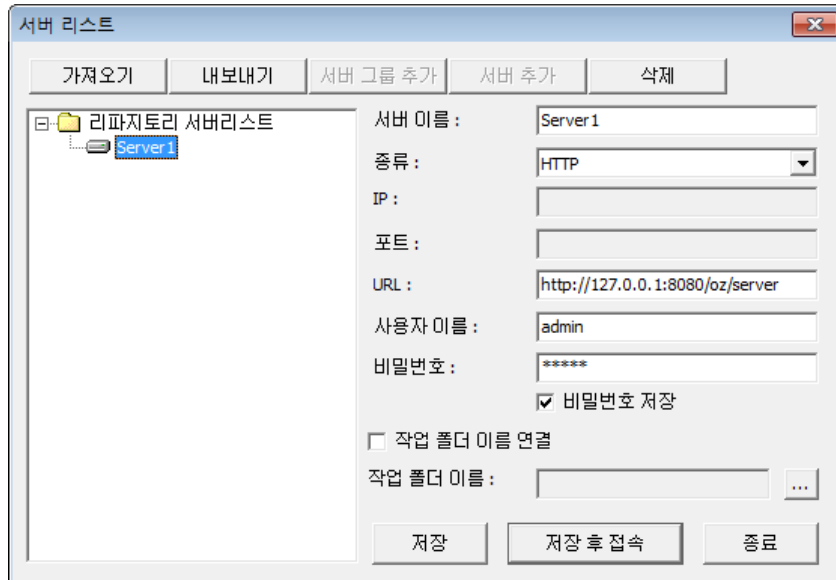 서버 리스트
가져오기 내보내기 서버 그룹 추가 서버 추가 삭제
리파지토리 서버리스트
Server1
서버 이름 : Server1
종류 : HTTP
IP :
포트 :
URL : http://127.0.0.1:8080/oz/server
사용자 이름 : admin
비밀번호 : *****
비밀번호 저장
작업 폴더 이름 연결
작업 폴더 이름 : ...
저장 저장 후 접속 종료